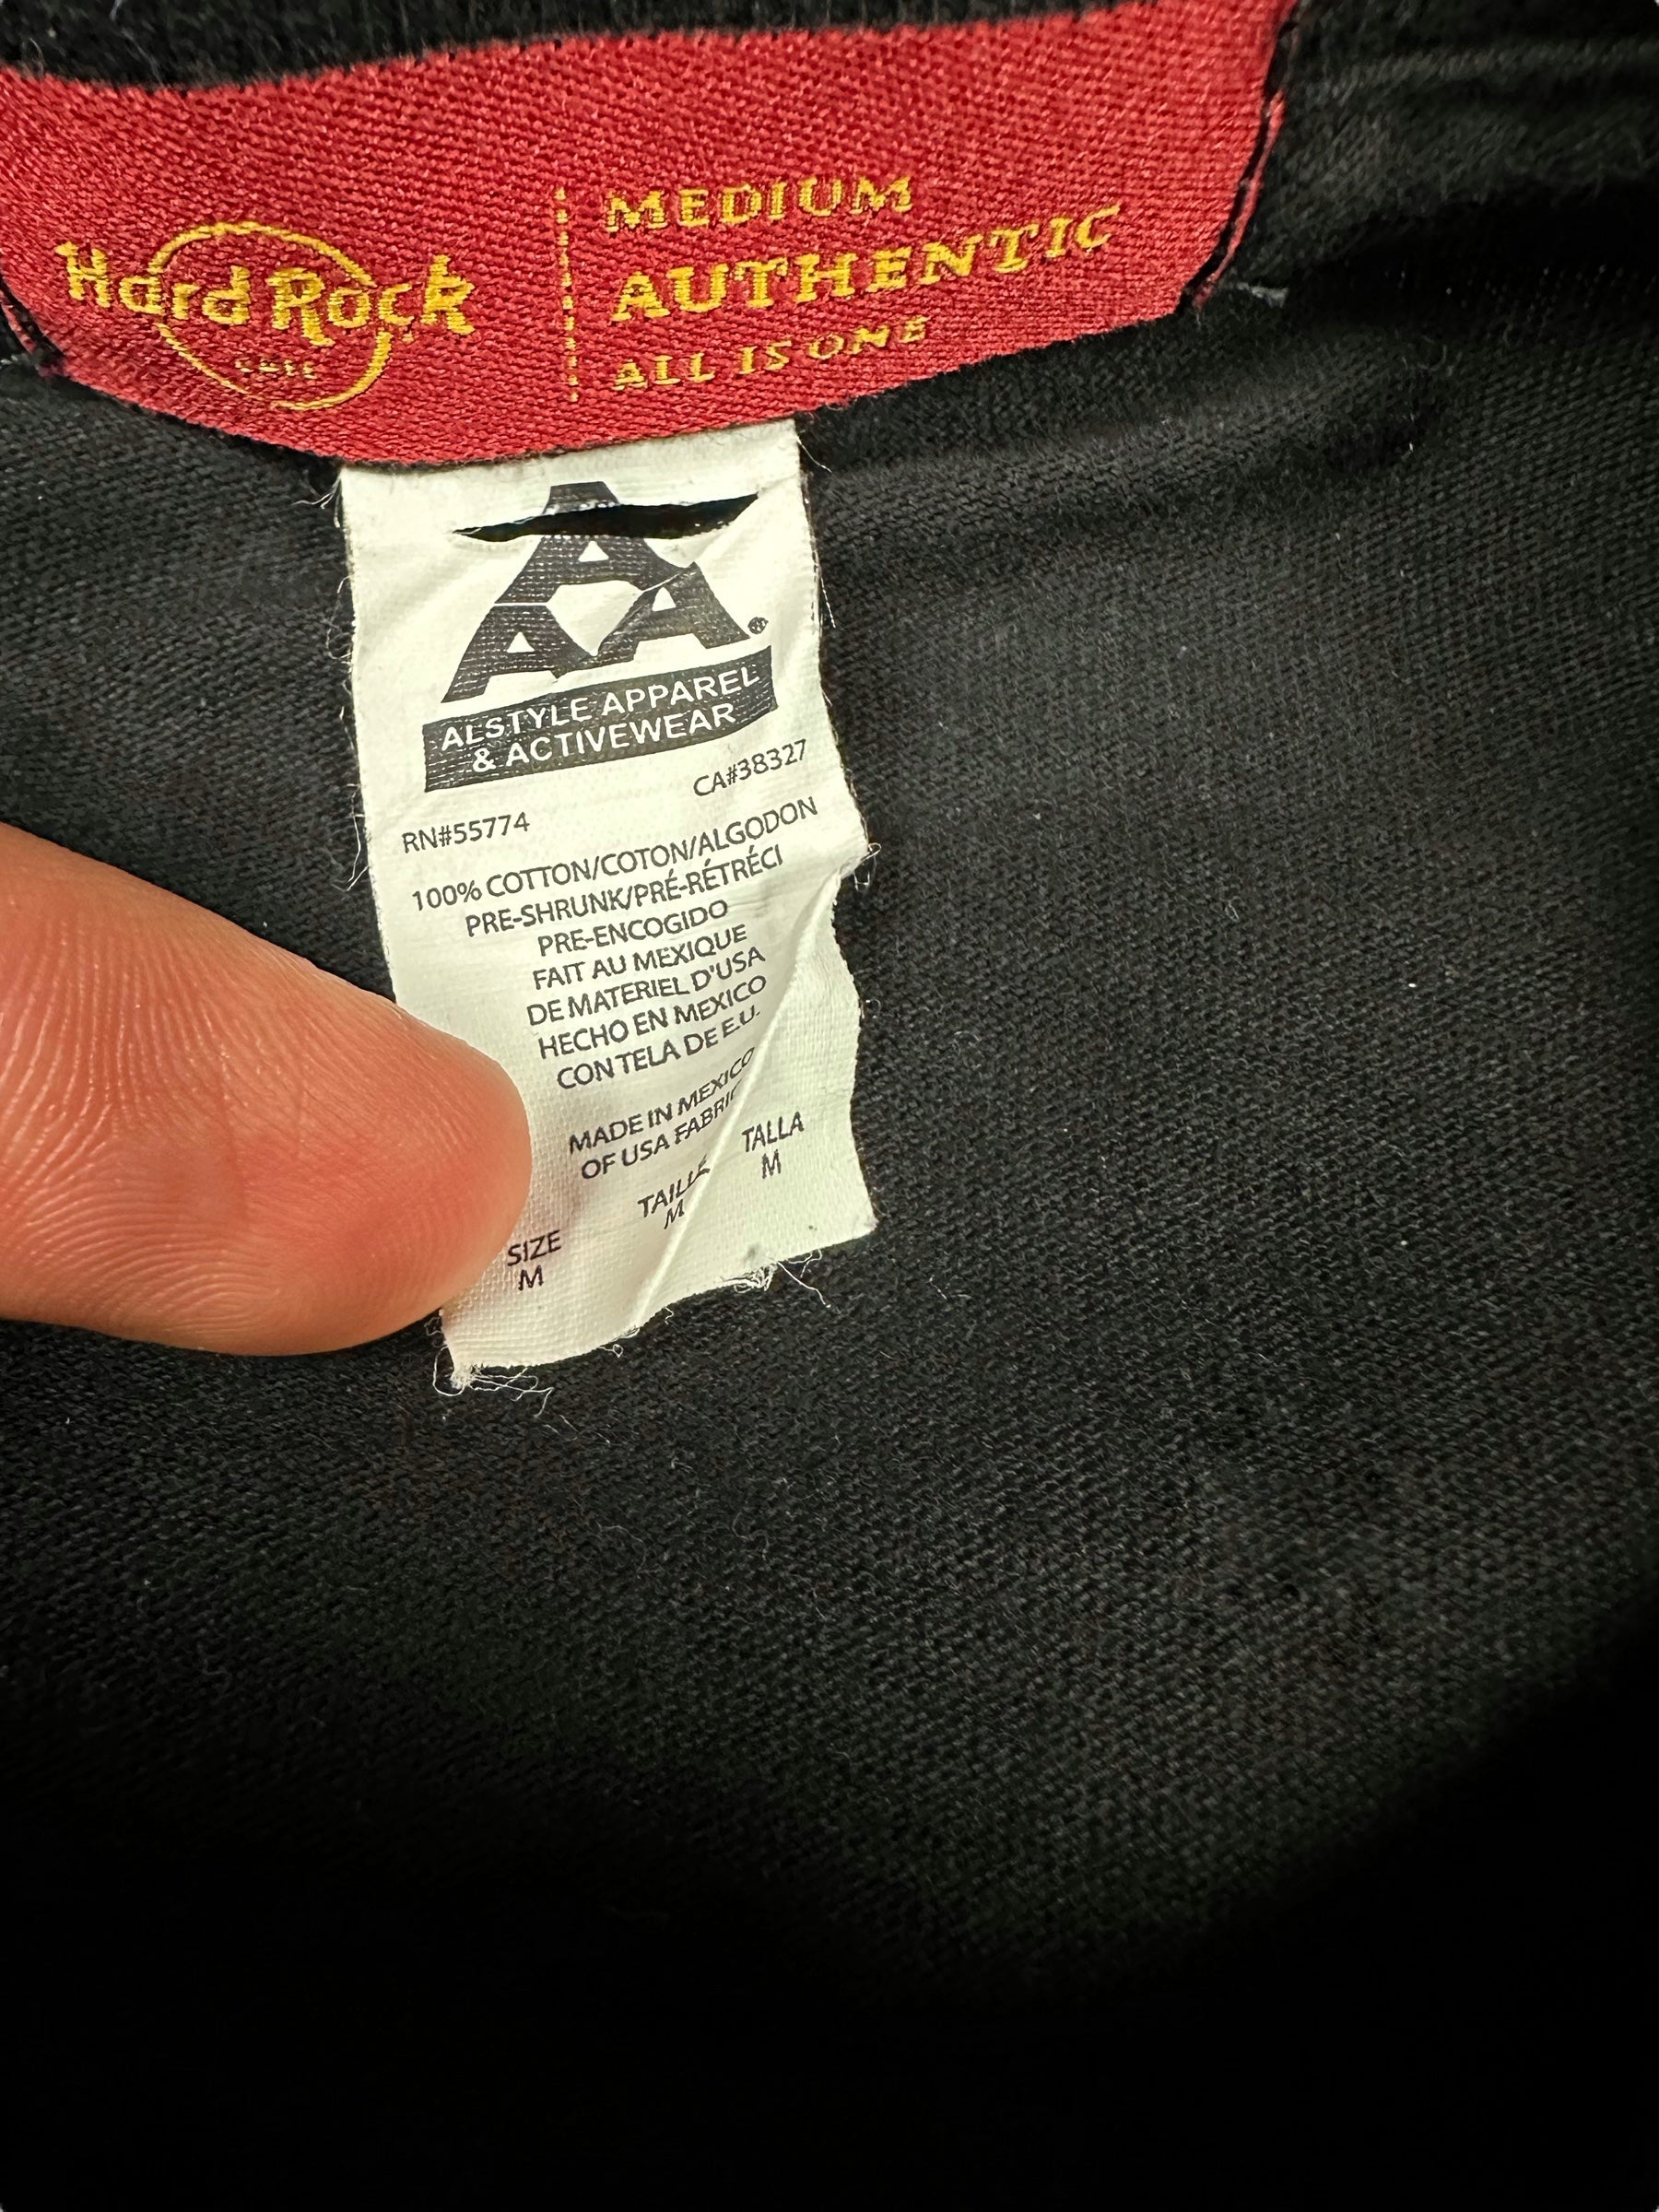 MEDIUM
Hard Rock
CAFE
AUTHENTIC
ALL IS ONE
AAA®
ALSTYLE APPAREL
& ACTIVEWEAR
CA#38327
RN#55774
100% COTTON/COTON/ALGODON
PRE-SHRUNK/PRÉ-RÉTRÉCI
PRE-ENCOGIDO
FAIT AU MEXIQUE
DE MATERIEL D'USA
HECHO EN MEXICO
CON TELA DE E.U.
MADE IN MEXICO
OF USA FABRIC
SIZE TAILLE TALLA
M M M